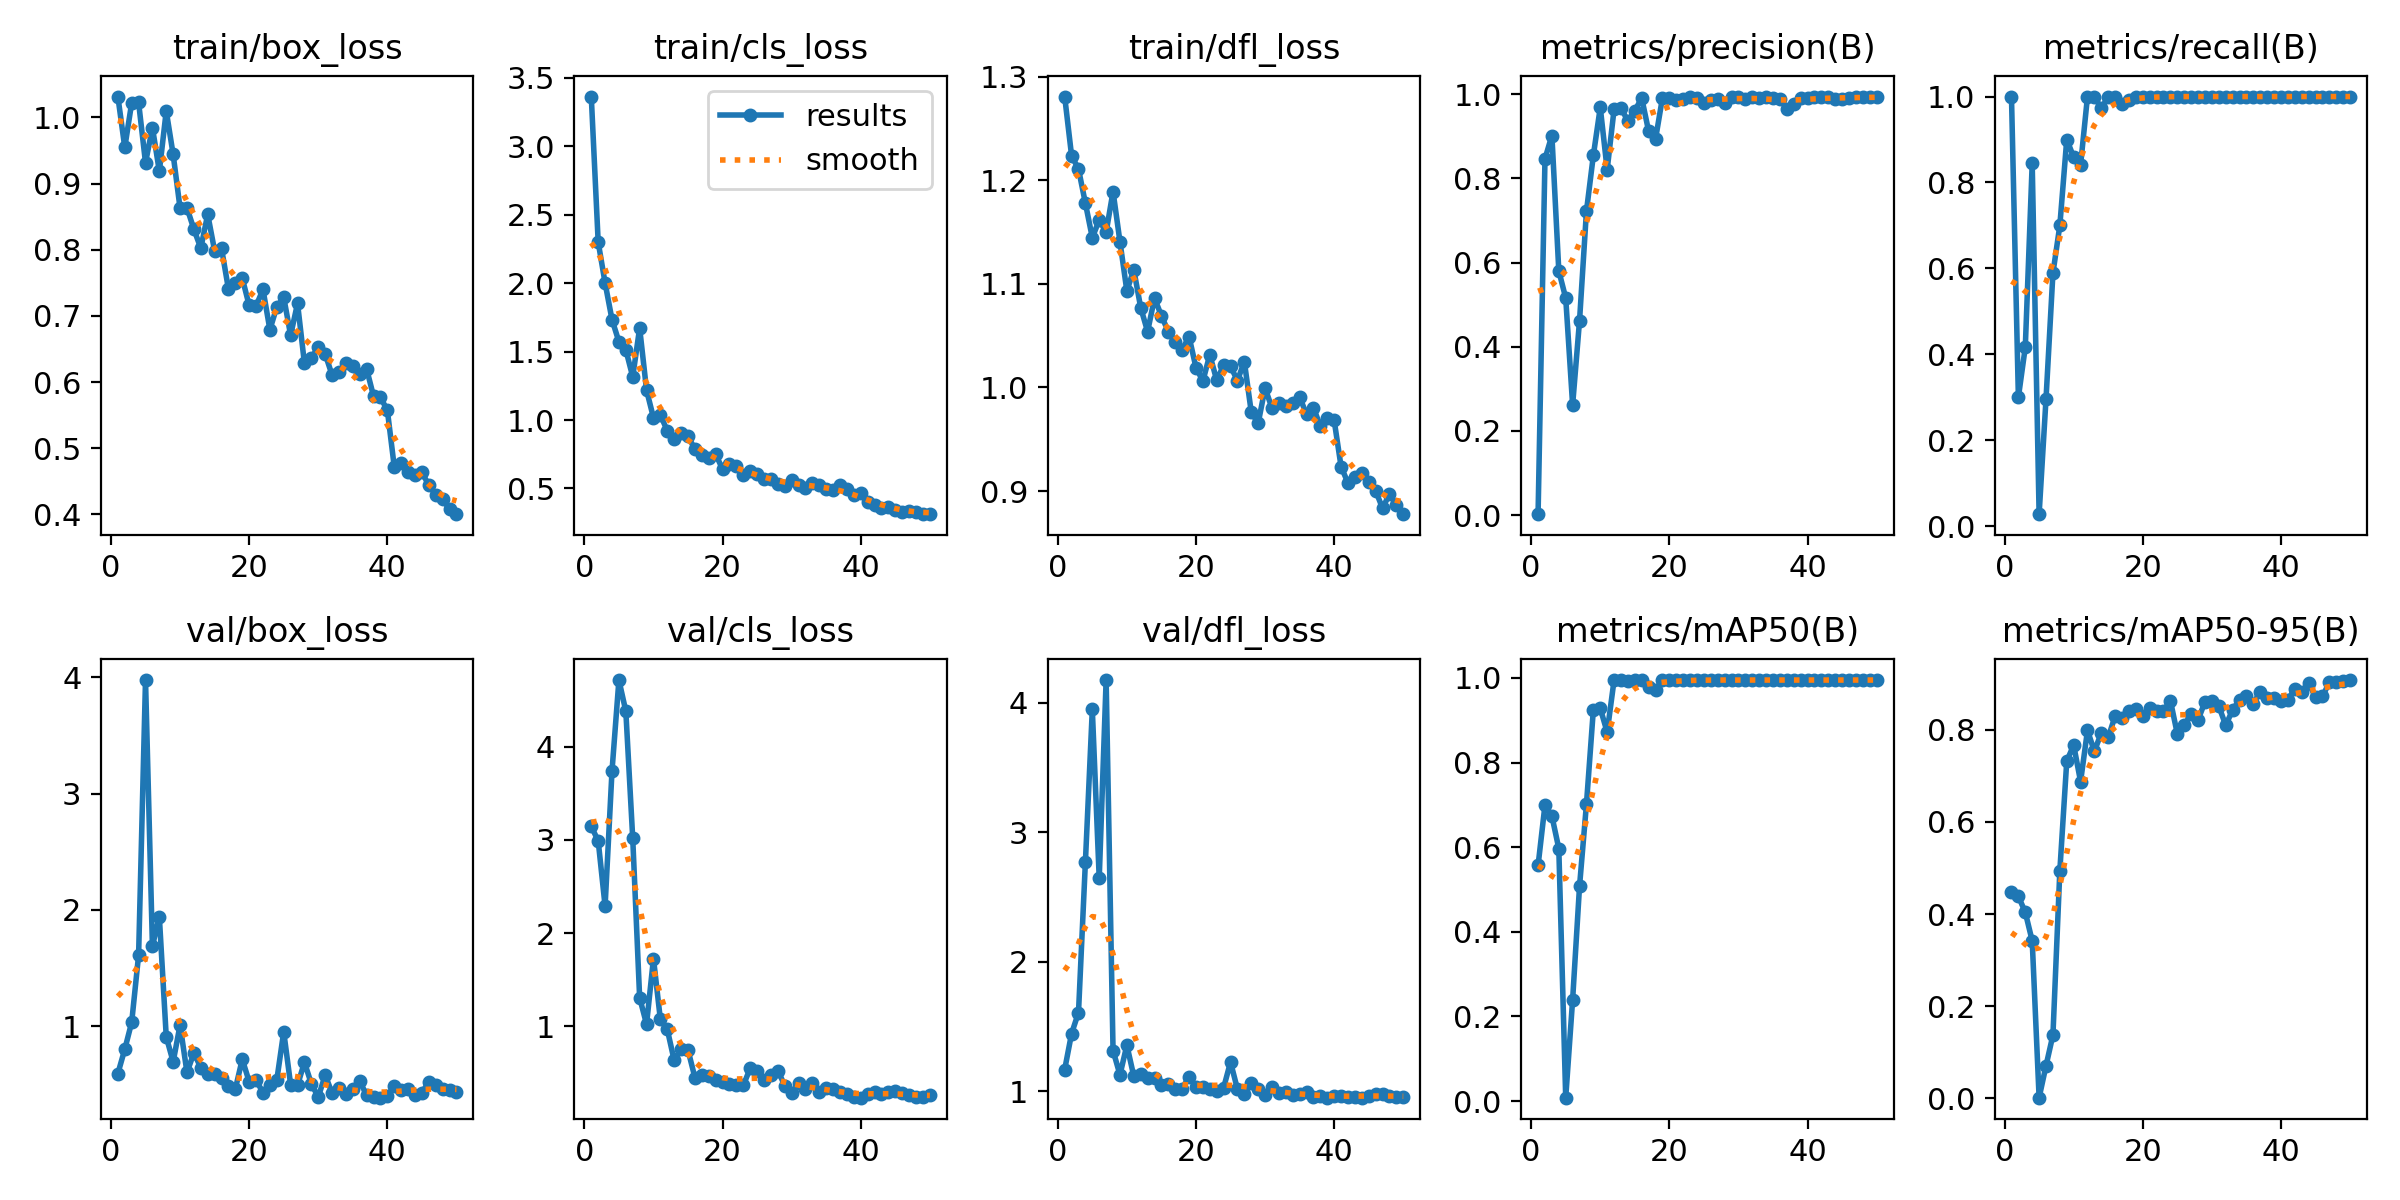 train/box_loss
1.0
0.9
0.8
0.7
0.6
0.5
0.4
0 20 40
train/cls_loss
3.5
3.0
2.5
2.0
1.5
1.0
0.5
0 20 40
results
smooth
train/dfl_loss
1.3
1.2
1.1
1.0
0.9
0 20 40
metrics/precision(B)
1.0
0.8
0.6
0.4
0.2
0.0
0 20 40
metrics/recall(B)
1.0
0.8
0.6
0.4
0.2
0.0
0 20 40
val/box_loss
4
3
2
1
0 20 40
val/cls_loss
4
3
2
1
0 20 40
val/dfl_loss
4
3
2
1
0 20 40
metrics/mAP50(B)
1.0
0.8
0.6
0.4
0.2
0.0
0 20 40
metrics/mAP50-95(B)
0.8
0.6
0.4
0.2
0.0
0 20 40